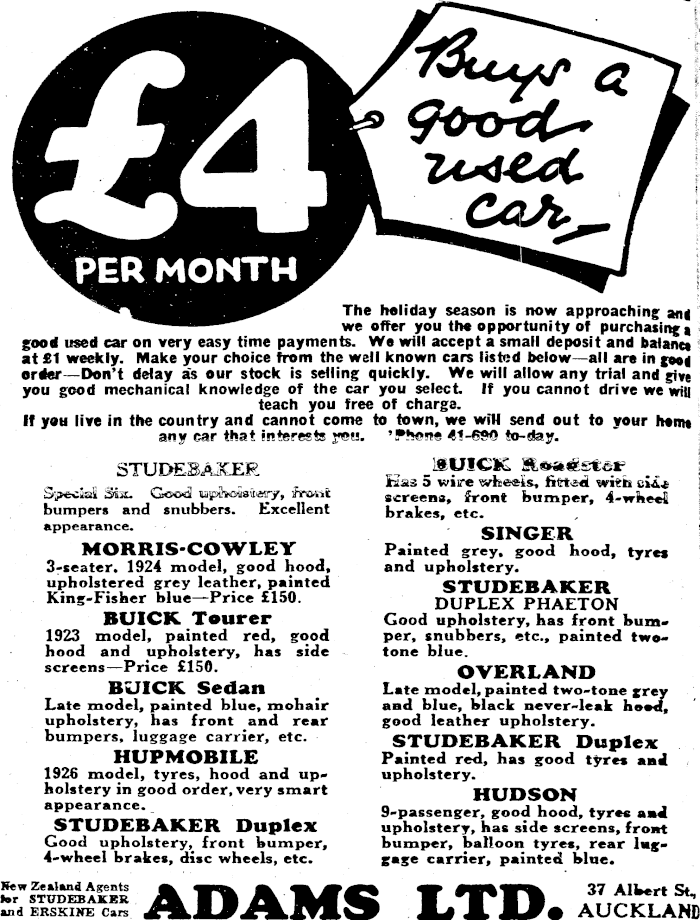 £4
PER MONTH
Buys a
good
used
car
The holiday season is now approaching and
we offer you the opportunity of purchasing a
good used car on very easy time payments. We will accept a small deposit and balance
at £1 weekly. Make your choice from the well known cars listed below—all are in good
order—Don't delay as our stock is selling quickly. We will allow any trial and give
you good mechanical knowledge of the car you select. If you cannot drive we will
teach you free of charge.
If you live in the country and cannot come to town, we will send out to your home
any car that interests you. 'Phone 41-690 to-day.
STUDEBAKER
Special Six. Good upholstery, front
bumpers and snubbers. Excellent
appearance.
MORRIS-COWLEY
3-seater, 1924 model, good hood,
upholstered grey leather, painted
King-Fisher blue—Price £150.
BUICK Tourer
1923 model, painted red, good
hood and upholstery, has side
screens—Price £150.
BUICK Sedan
Late model, painted blue, mohair
upholstery, has front and rear
bumpers, luggage carrier, etc.
HUPMOBILE
1926 model, tyres, hood and up-
holstery in good order, very smart
appearance.
STUDEBAKER Duplex
Good upholstery, front bumper,
4-wheel brakes, disc wheels, etc.
BUICK Roadster
Has 5 wire wheels, fitted with side
screens, front bumper, 4-wheel
brakes, etc.
SINGER
Painted grey, good hood, tyres
and upholstery.
STUDEBAKER
DUPLEX PHAETON
Good upholstery, has front bum-
per, snubbers, etc., painted two-
tone blue.
OVERLAND
Late model, painted two-tone grey
and blue, black never-leak hood,
good leather upholstery.
STUDEBAKER Duplex
Painted red, has good tyres and
upholstery.
HUDSON
9-passenger, good hood, tyres and
upholstery, has side screens, front
bumper, balloon tyres, rear lug-
gage carrier, painted blue.
New Zealand Agents
for STUDEBAKER
and ERSKINE Cars
ADAMS LTD.
37 Albert St.,
AUCKLAND